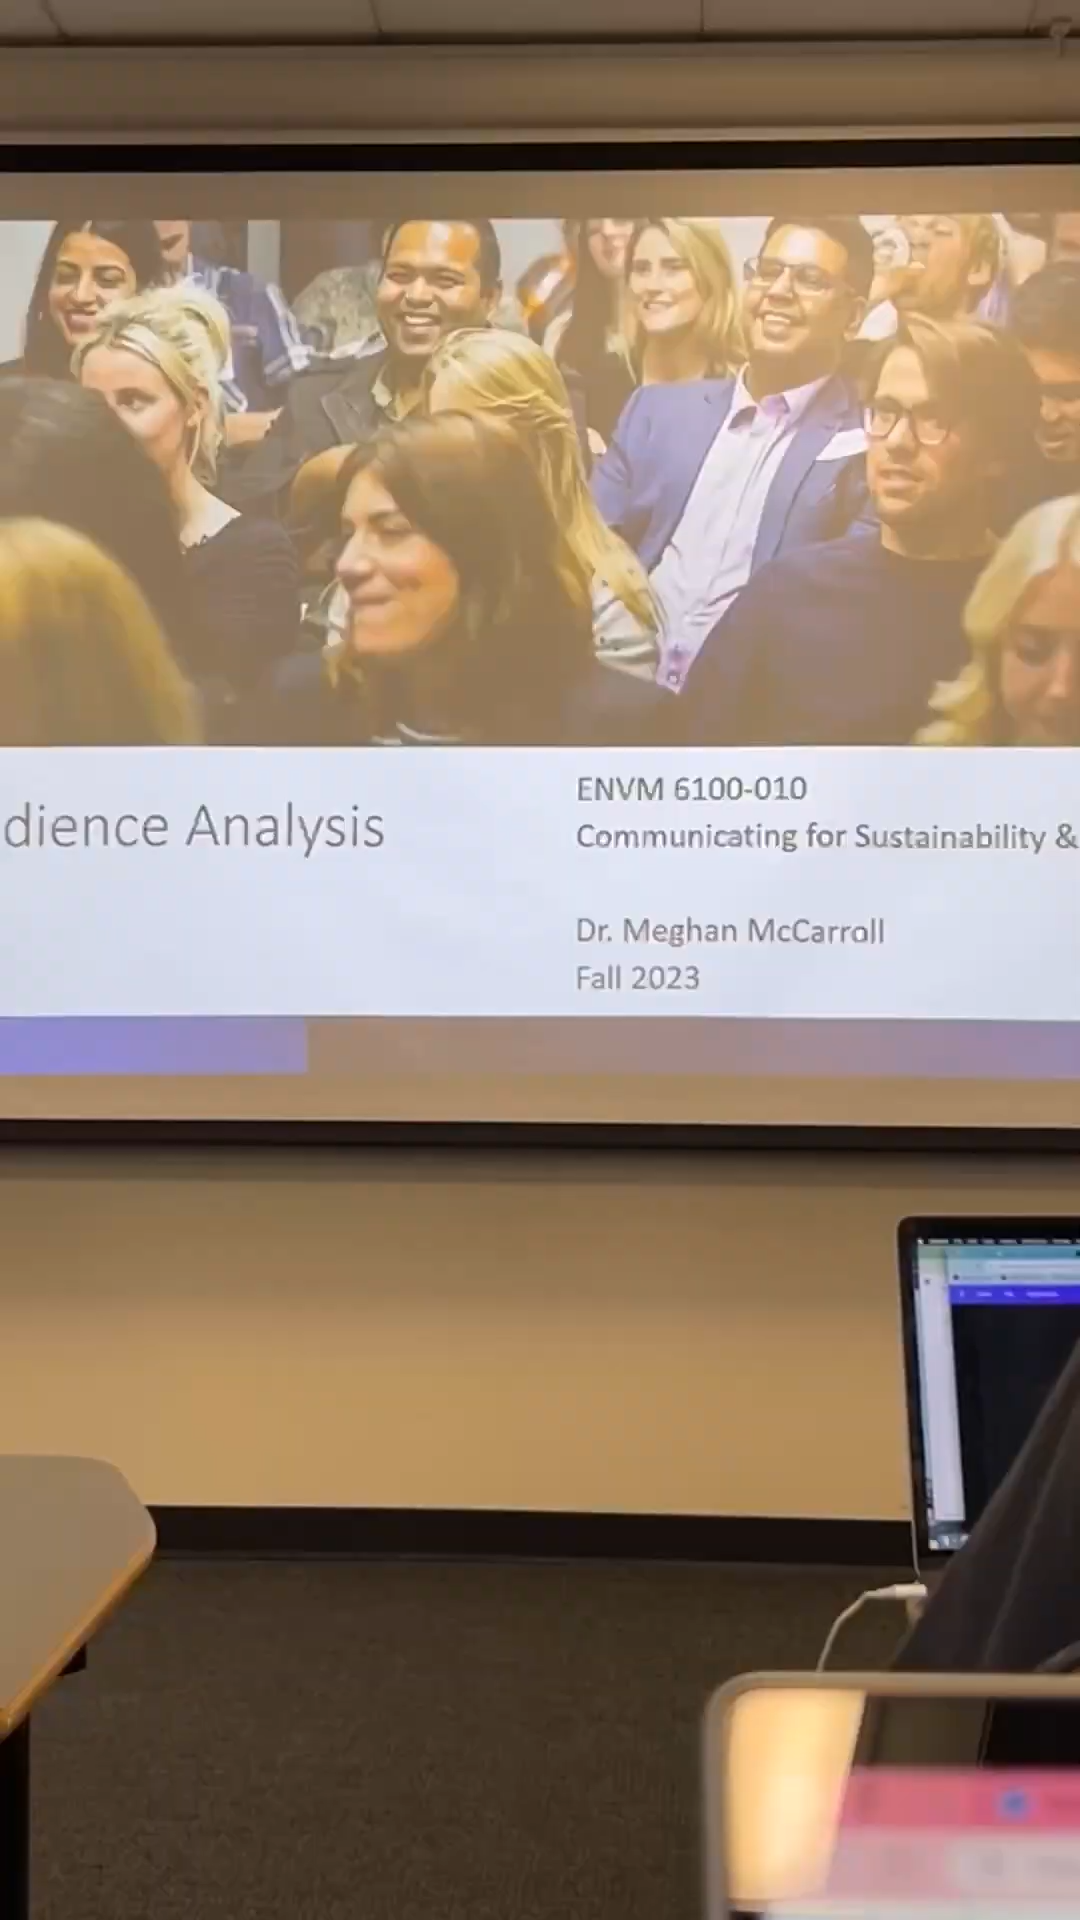 dience Analysis
ENVM 6100-010
Communicating for Sustainability &
Dr. Meghan McCarroll
Fall 2023